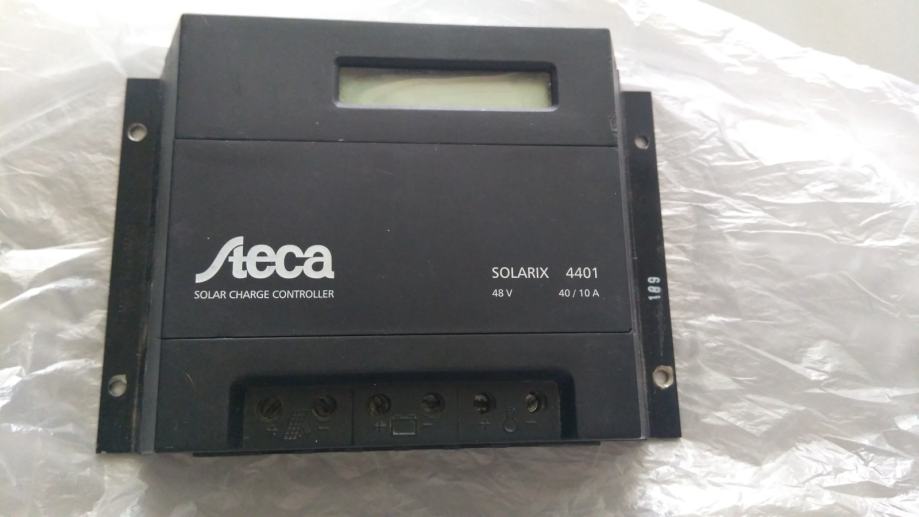 Steca
SOLAR CHARGE CONTROLLER
SOLARIX 4401
48 V 40 / 10 A
189
+ - + - + -